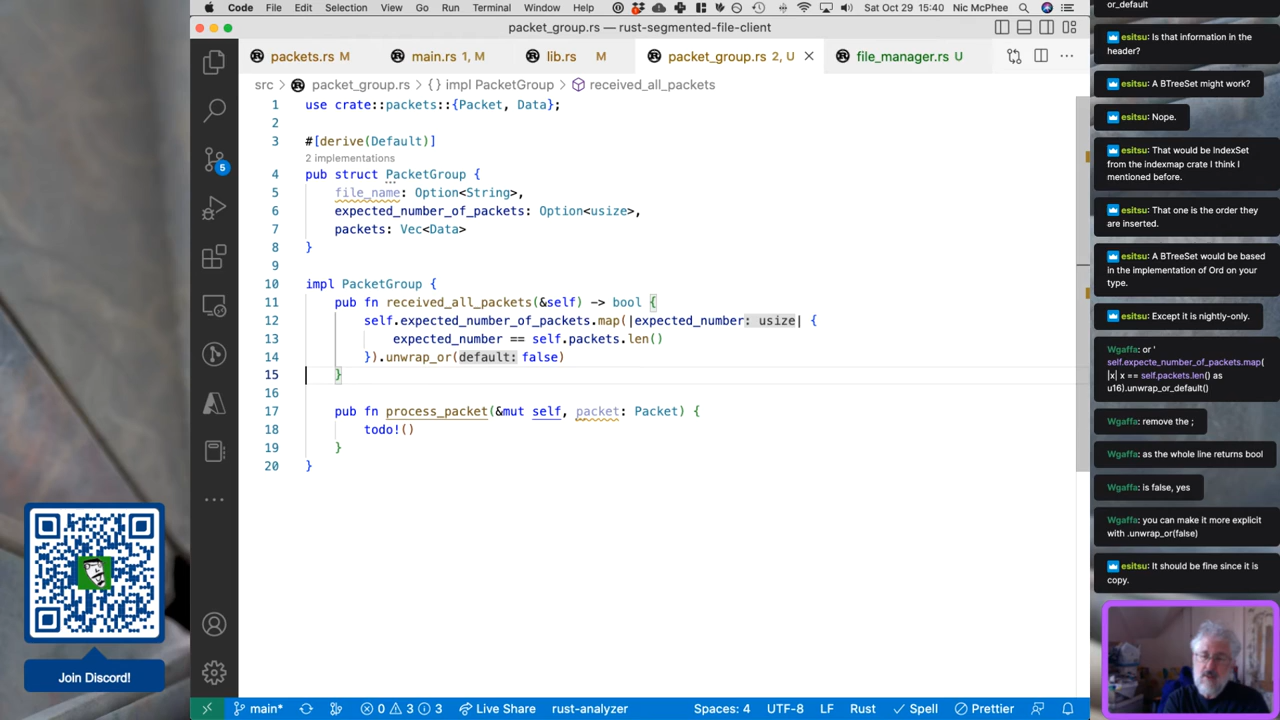 Code File Edit Selection View Go Run Terminal Window Help Sat Oct 29 15:40 Nic McPhee
packet_group.rs — rust-segmented-file-client
packets.rs M main.rs 1, M lib.rs M packet_group.rs 2, U file_manager.rs U
src > packet_group.rs > {} impl PacketGroup > received_all_packets
1 use crate::packets::{Packet, Data};
2
3 #[derive(Default)]
2 implementations
4 pub struct PacketGroup {
5 file_name: Option<String>,
6 expected_number_of_packets: Option<usize>,
7 packets: Vec<Data>
8 }
9
10 impl PacketGroup {
11 pub fn received_all_packets(&self) -> bool {
12 self.expected_number_of_packets.map(|expected_number: usize| {
13 expected_number == self.packets.len()
14 }).unwrap_or(default: false)
15 }
16
17 pub fn process_packet(&mut self, packet: Packet) {
18 todo!()
19 }
20 }
5
main* 0 3 3 Live Share rust-analyzer Spaces: 4 UTF-8 LF Rust Spell Prettier
Join Discord!
or_default
esitsu: Is that information in the
header?
esitsu: A BTreeSet might work?
esitsu: Nope.
esitsu: That would be IndexSet
from the indexmap crate I think I
mentioned before.
esitsu: That one is the order they
are inserted.
esitsu: A BTreeSet would be based
in the implementation of Ord on your
type.
esitsu: Except it is nightly-only.
Wgaffa: or '
self.expecte_number_of_packets.map(
|x| x == self.packets.len() as
u16).unwrap_or_default()
Wgaffa: remove the ;
Wgaffa: as the whole line returns bool
Wgaffa: is false, yes
Wgaffa: you can make it more explicit
with .unwrap_or(false)
esitsu: It should be fine since it is
copy.